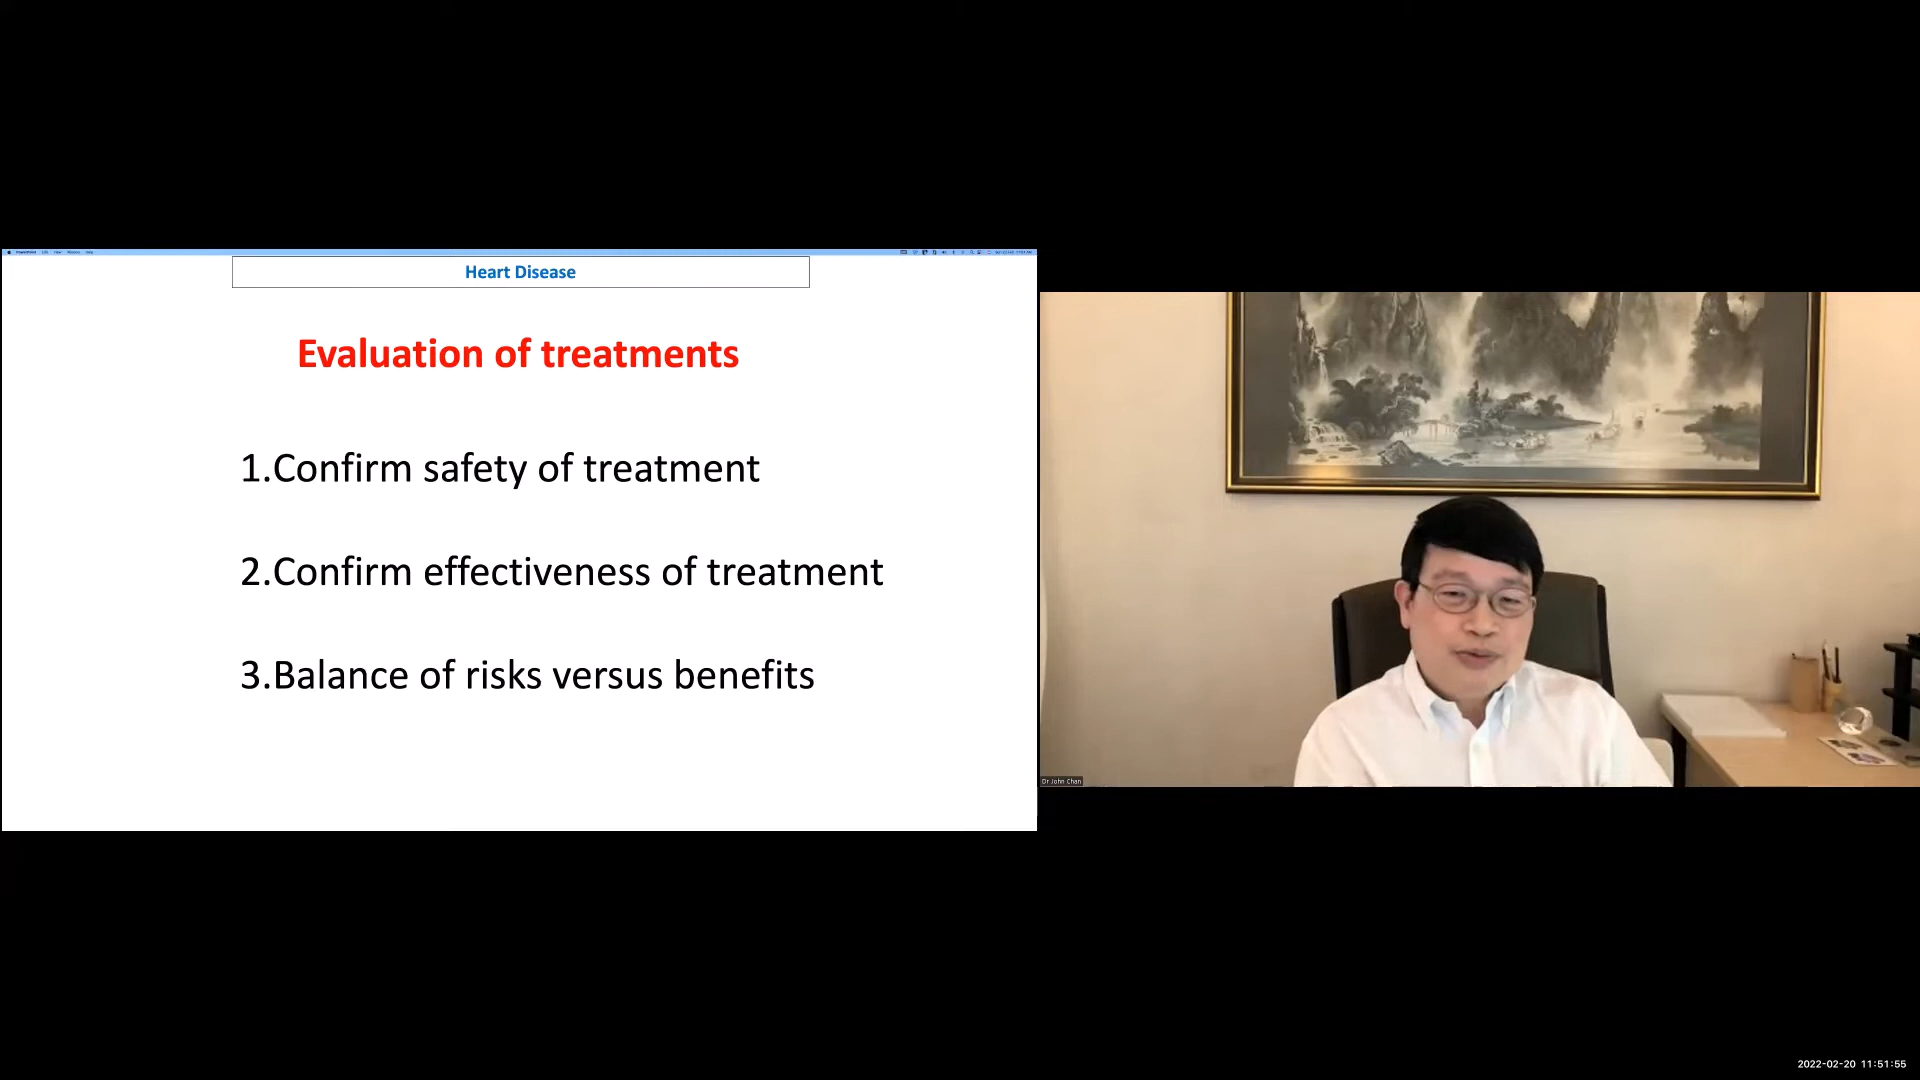 Heart Disease
Evaluation of treatments
1.Confirm safety of treatment
2.Confirm effectiveness of treatment
3.Balance of risks versus benefits
Dr John Chan
2022-02-20 11:51:55